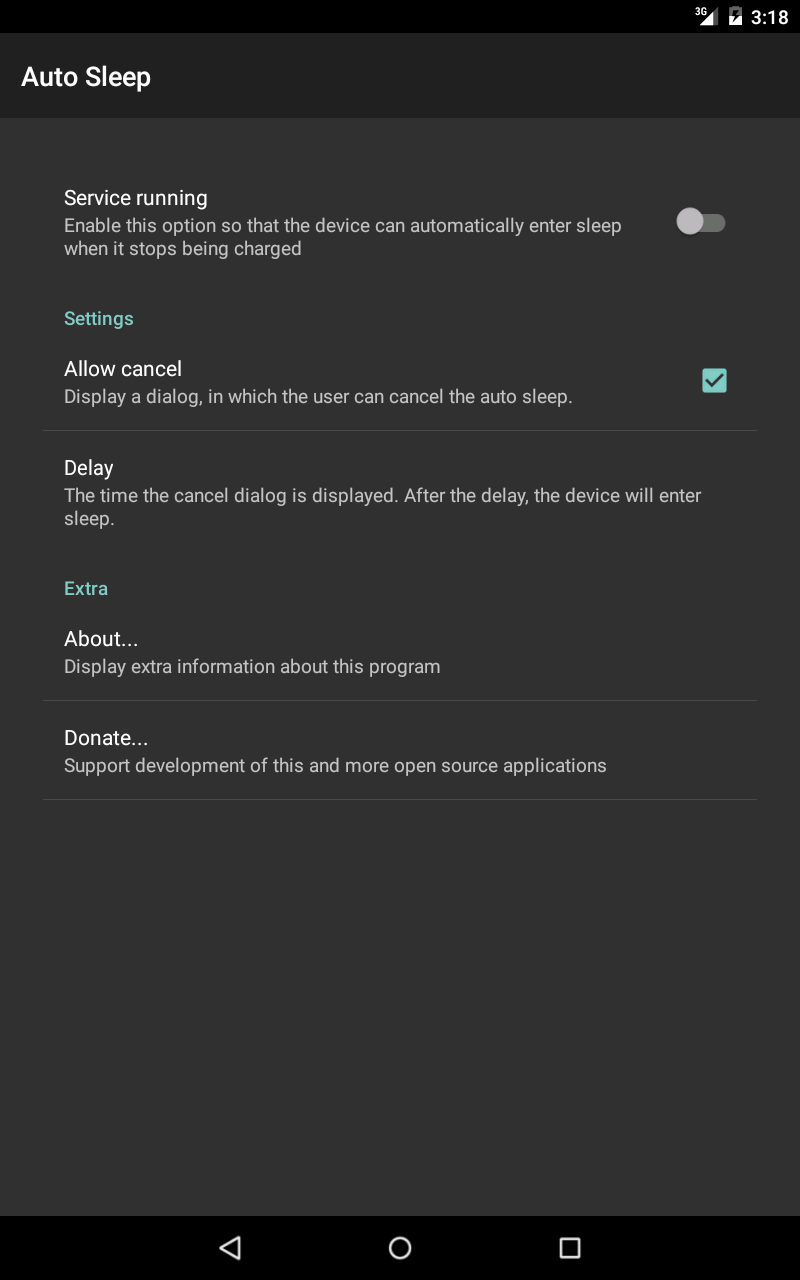 3G 3:18
Auto Sleep
Service running
Enable this option so that the device can automatically enter sleep
when it stops being charged
Settings
Allow cancel
Display a dialog, in which the user can cancel the auto sleep.
Delay
The time the cancel dialog is displayed. After the delay, the device will enter
sleep.
Extra
About...
Display extra information about this program
Donate...
Support development of this and more open source applications